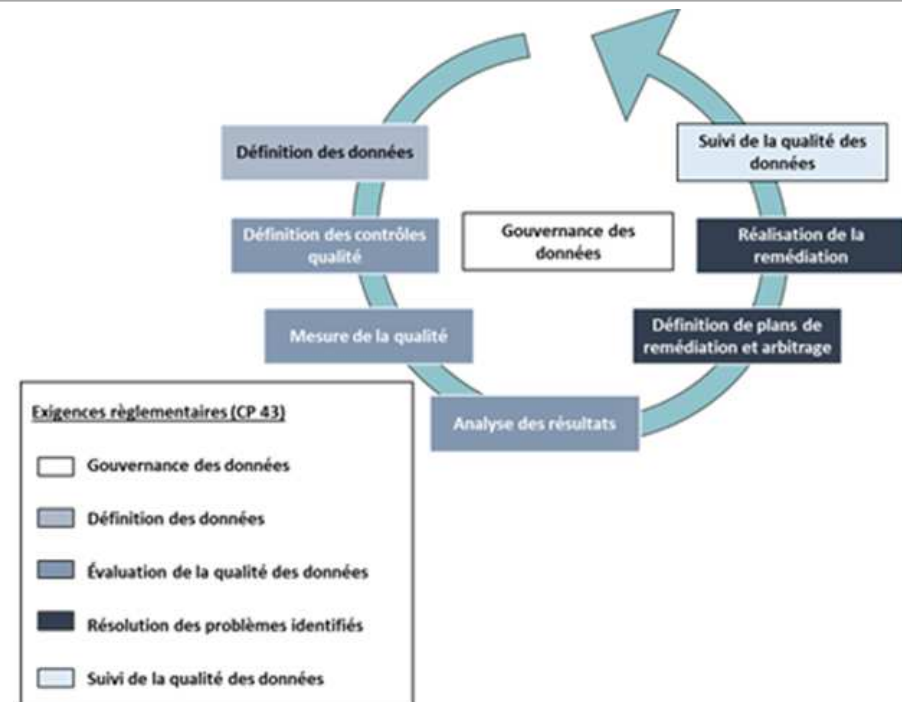 Définition des données
Définition des contrôles
qualité
Mesure de la qualité
Analyse des résultats
Définition de plans de
remédiation et arbitrage
Réalisation de la
remédiation
Suivi de la qualité des
données
Gouvernance des
données
Exigences règlementaires (CP 43)
Gouvernance des données
Définition des données
Évaluation de la qualité des données
Résolution des problèmes identifiés
Suivi de la qualité des données